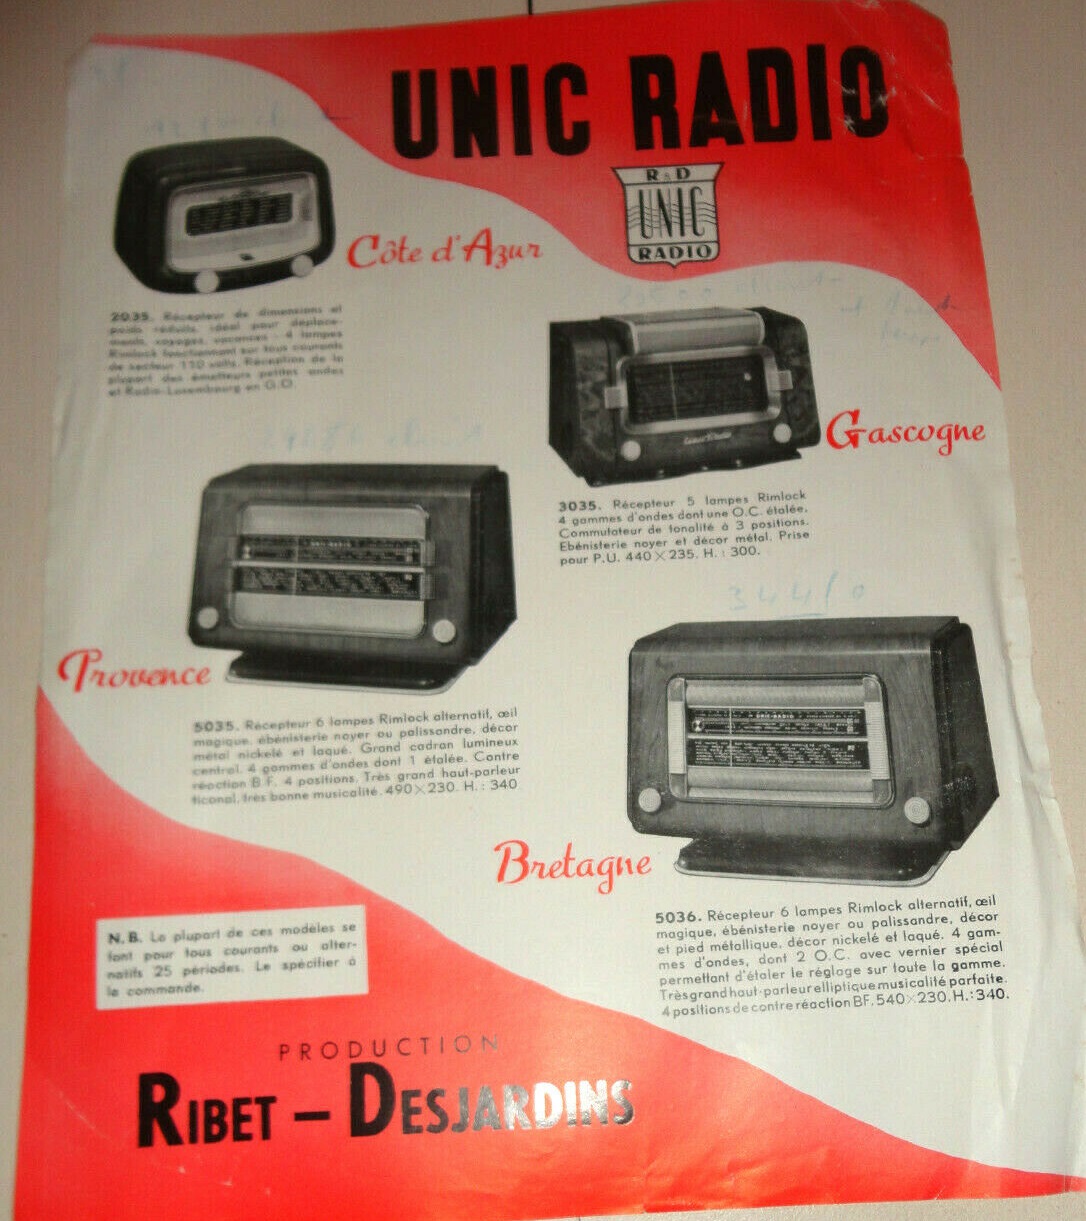 UNIC RADIO
R & D
UNIC
RADIO
Côte d'Azur
2035. Récepteur de dimensions et
poids réduits, idéal pour déplace-
ments, voyages, vacances - 4 lampes
Rimlock fonctionnant sur tous courants
de secteur 110 volts. Réception de la
plupart des émetteurs petites ondes
et Radio-Luxembourg en G.O.
Gascogne
3035. Récepteur 5 lampes Rimlock
4 gammes d'ondes dont une O.C. étalée.
Commutateur de tonalité à 3 positions.
Ebénisterie noyer et décor métal. Prise
pour P.U. 440×235. H. : 300.
Provence
5035. Récepteur 6 lampes Rimlock alternatif, œil
magique, ébénisterie noyer ou palissandre, décor
métal nickelé et laqué. Grand cadran lumineux
central. 4 gammes d'ondes dont 1 étalée. Contre
réaction B.F. 4 positions. Très grand haut-parleur
ticonal, très bonne musicalité. 490×230. H. : 340
344/0
UNIC-RADIO
Bretagne
5036. Récepteur 6 lampes Rimlock alternatif, œil
magique, ébénisterie noyer ou palissandre, décor
et pied métallique, décor nickelé et laqué. 4 gam-
mes d'ondes, dont 2 O.C. avec vernier spécial
permettant d'étaler le réglage sur toute la gamme.
Très grand haut-parleur elliptique musicalité parfaite.
4 positions de contre réaction BF. 540×230. H. : 340.
N.B. La plupart de ces modèles se
font pour tous courants ou alter-
natifs 25 périodes. Le spécifier à
la commande.
PRODUCTION
RIBET – DESJARDINS